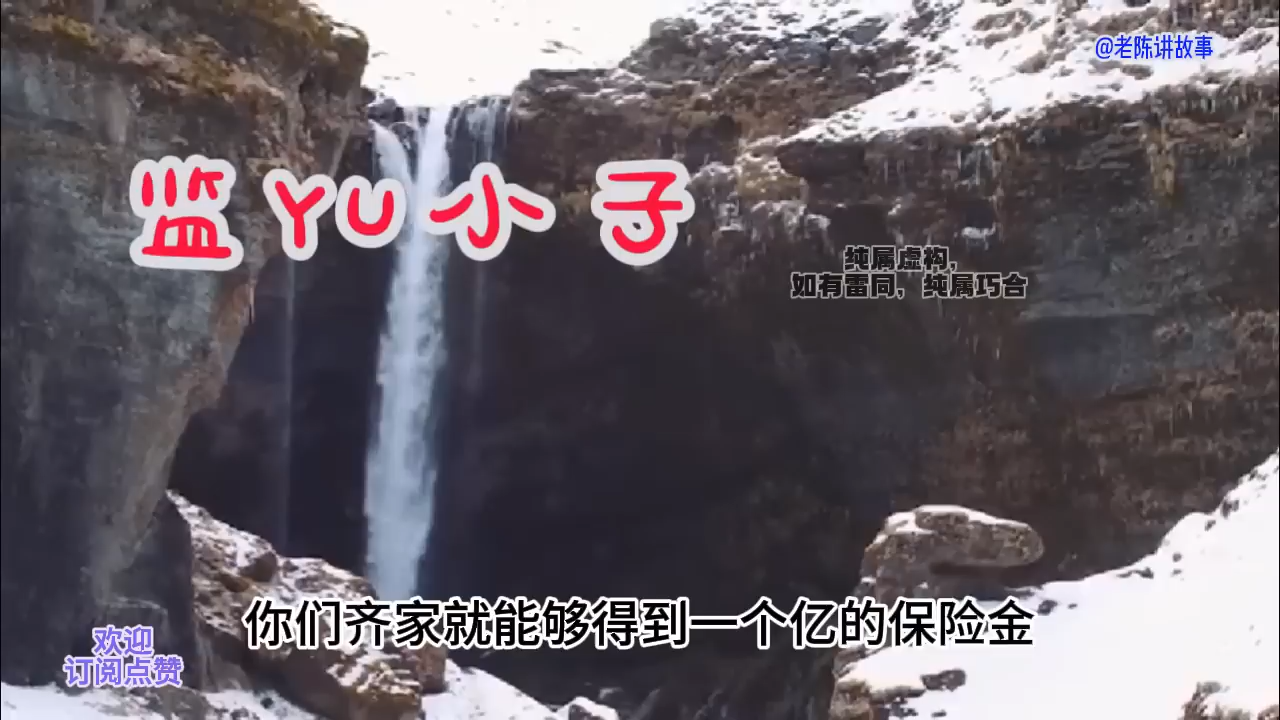 @老陈讲故事
监YU小子
纯属虚构，
如有雷同，纯属巧合
你们齐家就能够得到一个亿的保险金
欢迎
订阅点赞